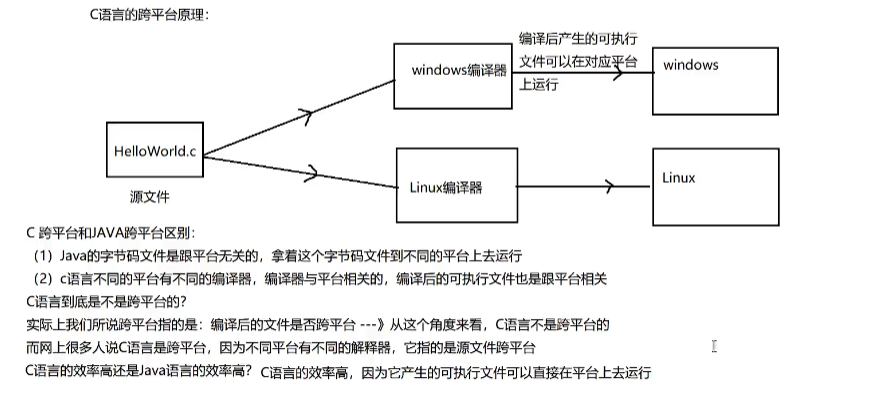 C语言的跨平台原理：
编译后产生的可执行
文件可以在对应平台
上运行
windows编译器
windows
HelloWorld.c
源文件
Linux编译器
Linux
C 跨平台和JAVA跨平台区别：
（1）Java的字节码文件是跟平台无关的，拿着这个字节码文件到不同的平台上去运行
（2）c语言不同的平台有不同的编译器，编译器与平台相关的，编译后的可执行文件也是跟平台相关
C语言到底是不是跨平台的？
实际上我们所说跨平台指的是：编译后的文件是否跨平台 ---》从这个角度来看，C语言不是跨平台的
而网上很多人说C语言是跨平台，因为不同平台有不同的解释器，它指的是源文件跨平台
C语言的效率高还是Java语言的效率高？ C语言的效率高，因为它产生的可执行文件可以直接在平台上去运行